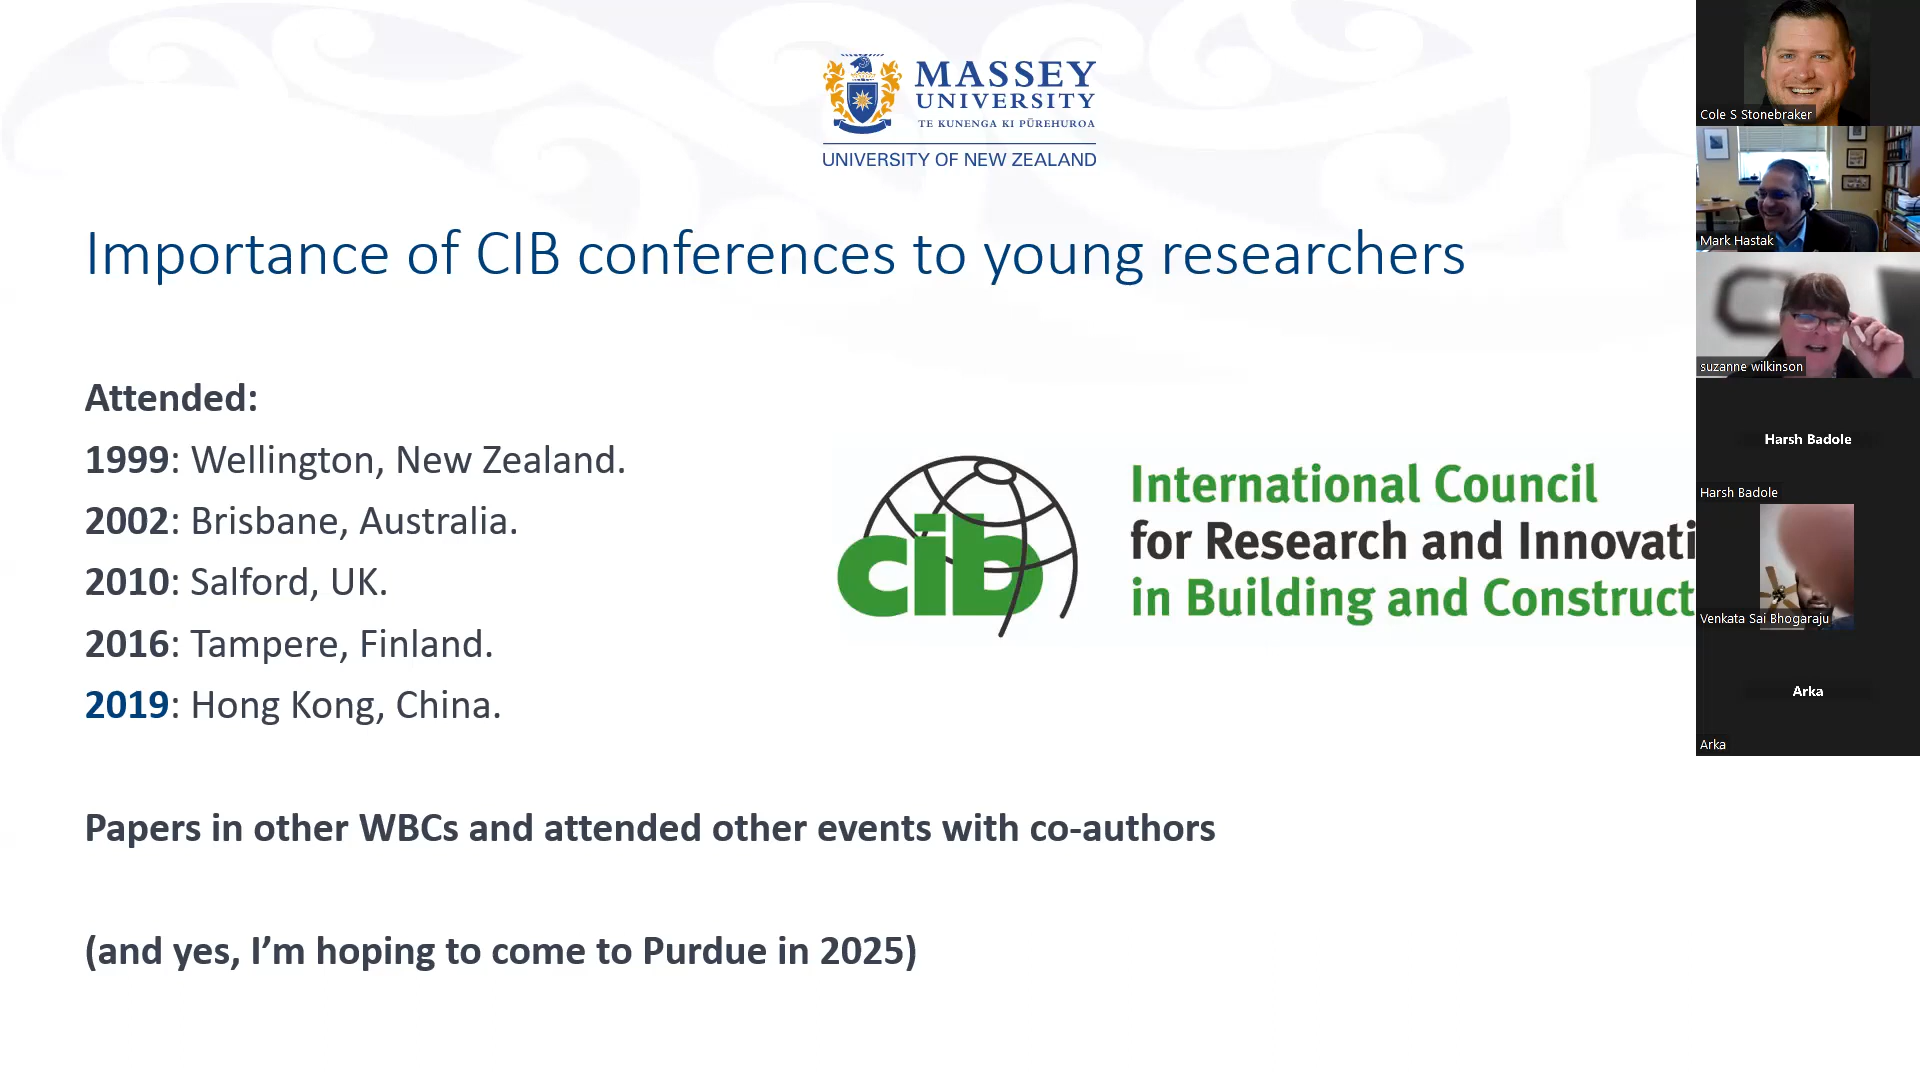 MASSEY
UNIVERSITY
TE KUNENGA KI PŪREHUROA
UNIVERSITY OF NEW ZEALAND
Importance of CIB conferences to young researchers
Attended:
1999: Wellington, New Zealand.
2002: Brisbane, Australia.
2010: Salford, UK.
2016: Tampere, Finland.
2019: Hong Kong, China.
Papers in other WBCs and attended other events with co-authors
(and yes, I’m hoping to come to Purdue in 2025)
cib
International Council
for Research and Innovati
in Building and Construct
Cole S Stonebraker
Mark Hastak
suzanne wilkinson
Harsh Badole
Harsh Badole
Venkata Sai Bhogaraju
Arka
Arka